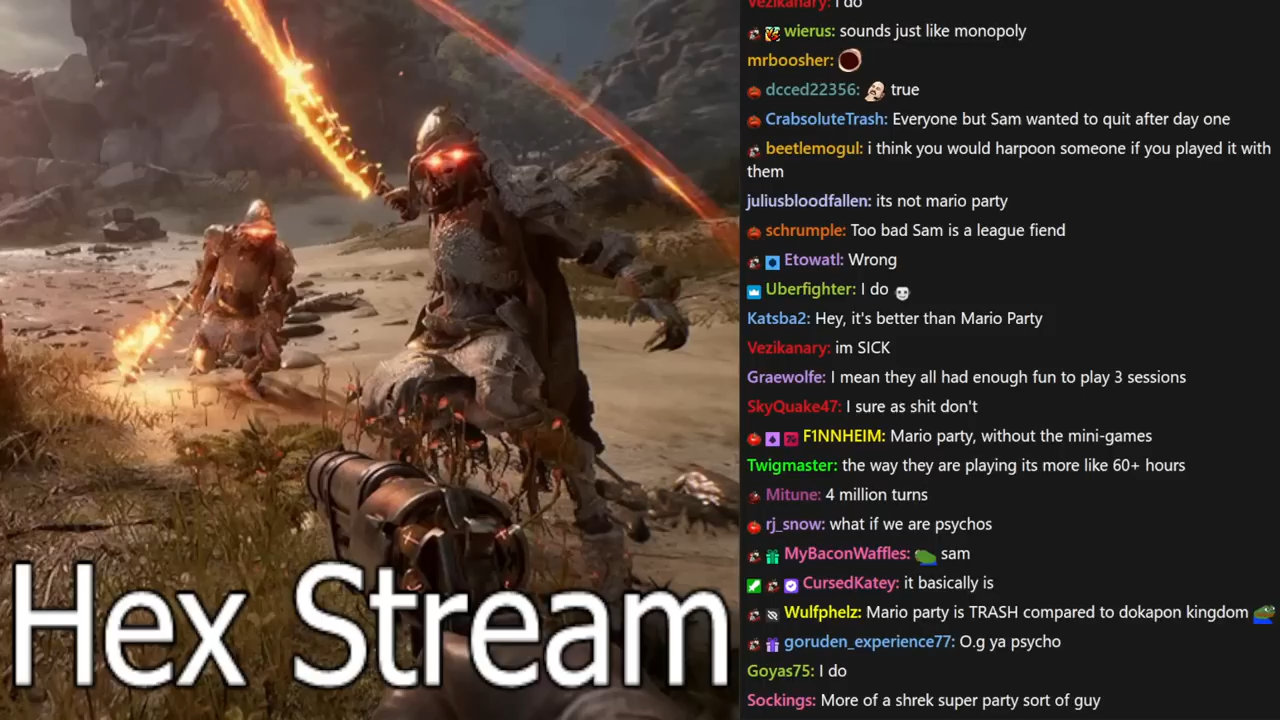 Vezikanary: I do
wierus: sounds just like monopoly
mrboosher:
dcced22356: true
CrabsoluteTrash: Everyone but Sam wanted to quit after day one
beetlemogul: i think you would harpoon someone if you played it with
them
juliusbloodfallen: its not mario party
schrumple: Too bad Sam is a league fiend
Etowatl: Wrong
Uberfighter: I do
Katsba2: Hey, it's better than Mario Party
Vezikanary: im SICK
Graewolfe: I mean they all had enough fun to play 3 sessions
SkyQuake47: I sure as shit don't
F1NNHEIM: Mario party, without the mini-games
Twigmaster: the way they are playing its more like 60+ hours
Mitune: 4 million turns
rj_snow: what if we are psychos
MyBaconWaffles: sam
CursedKatey: it basically is
Wulfphelz: Mario party is TRASH compared to dokapon kingdom
goruden_experience77: O.g ya psycho
Goyas75: I do
Sockings: More of a shrek super party sort of guy
Hex Stream